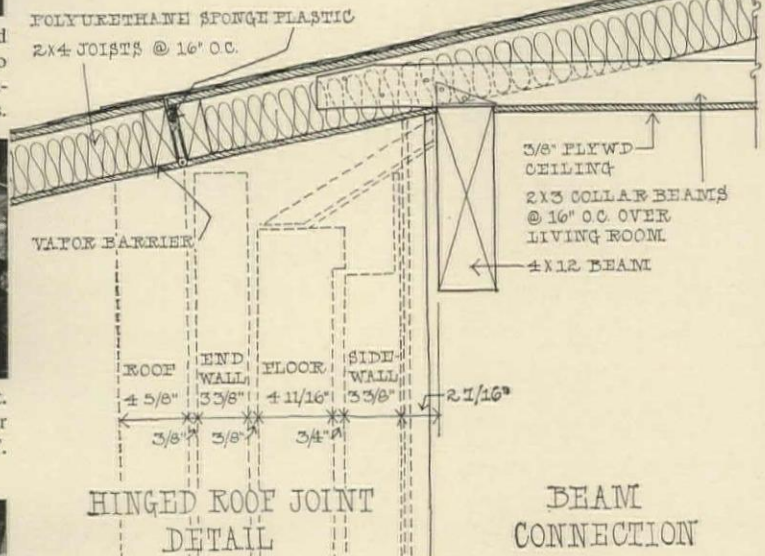 POLYURETHANE SPONGE PLASTIC
2X4 JOISTS @ 16" O.C.
3/8" PLYWD
CEILING
2X3 COLLAR BEAMS
@ 16" O.C. OVER
LIVING ROOM
4X12 BEAM
VAPOR BARRIER
ROOF
4 5/8"
END
WALL
3 3/8"
FLOOR
4 11/16"
SIDE
WALL
3 3/8"
2 7/16"
3/8"
3/8"
3/4"
HINGED ROOF JOINT
DETAIL
BEAM
CONNECTION